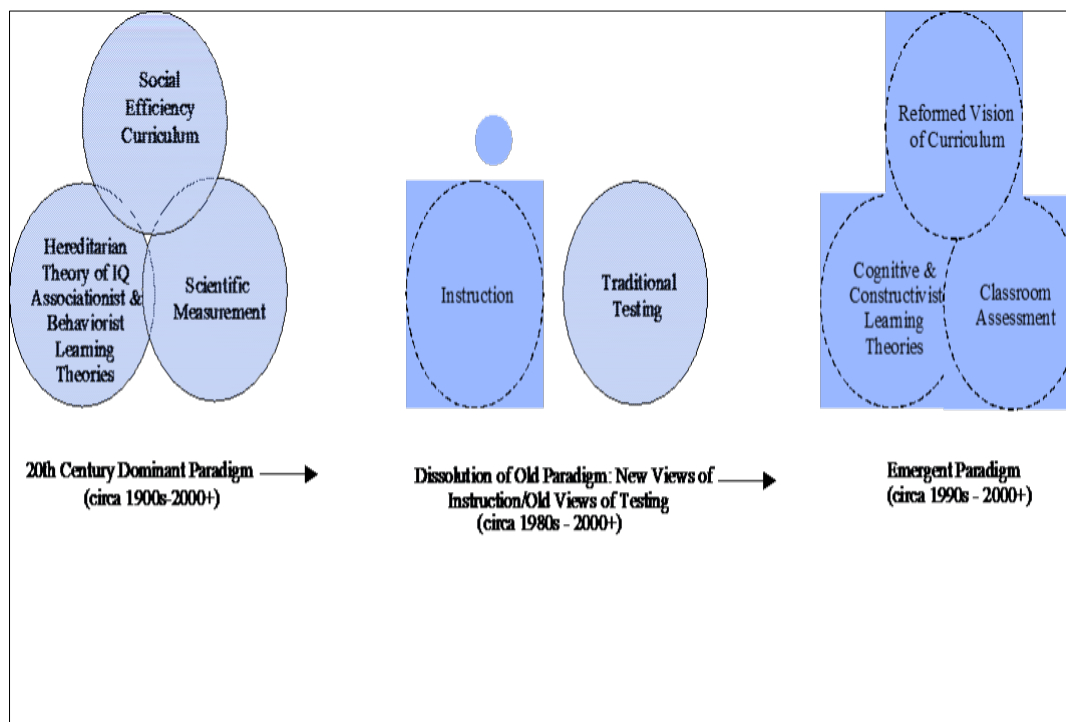 Social
Efficiency
Curriculum
Hereditarian
Theory of IQ
Associationist &
Behaviorist
Learning
Theories
Scientific
Measurement
20th Century Dominant Paradigm
(circa 1900s-2000+)
Instruction
Traditional
Testing
Dissolution of Old Paradigm: New Views of
Instruction/Old Views of Testing
(circa 1980s - 2000+)
Reformed Vision
of Curriculum
Cognitive &
Constructivist
Learning
Theories
Classroom
Assessment
Emergent Paradigm
(circa 1990s - 2000+)